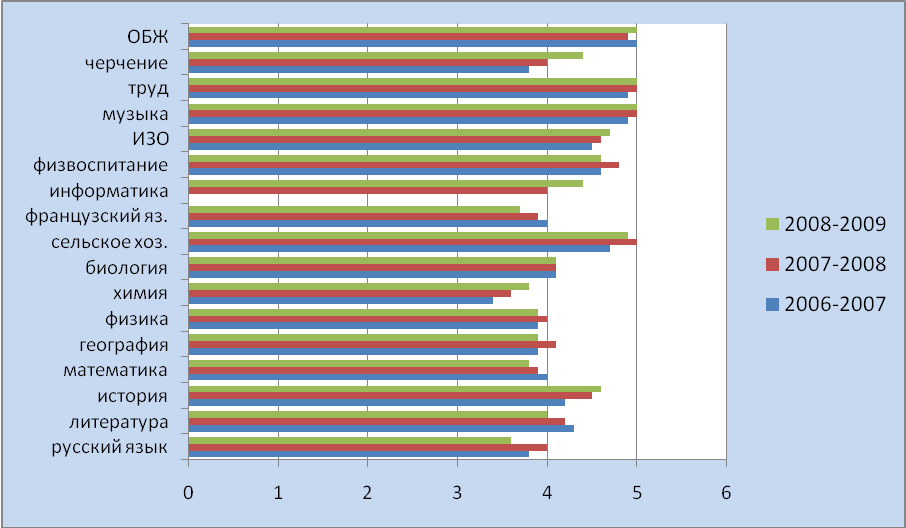 ОБЖ
черчение
труд
музыка
ИЗО
физвоспитание
информатика
французский яз.
сельское хоз.
биология
химия
физика
география
математика
история
литература
русский язык
0 1 2 3 4 5 6
2008-2009
2007-2008
2006-2007